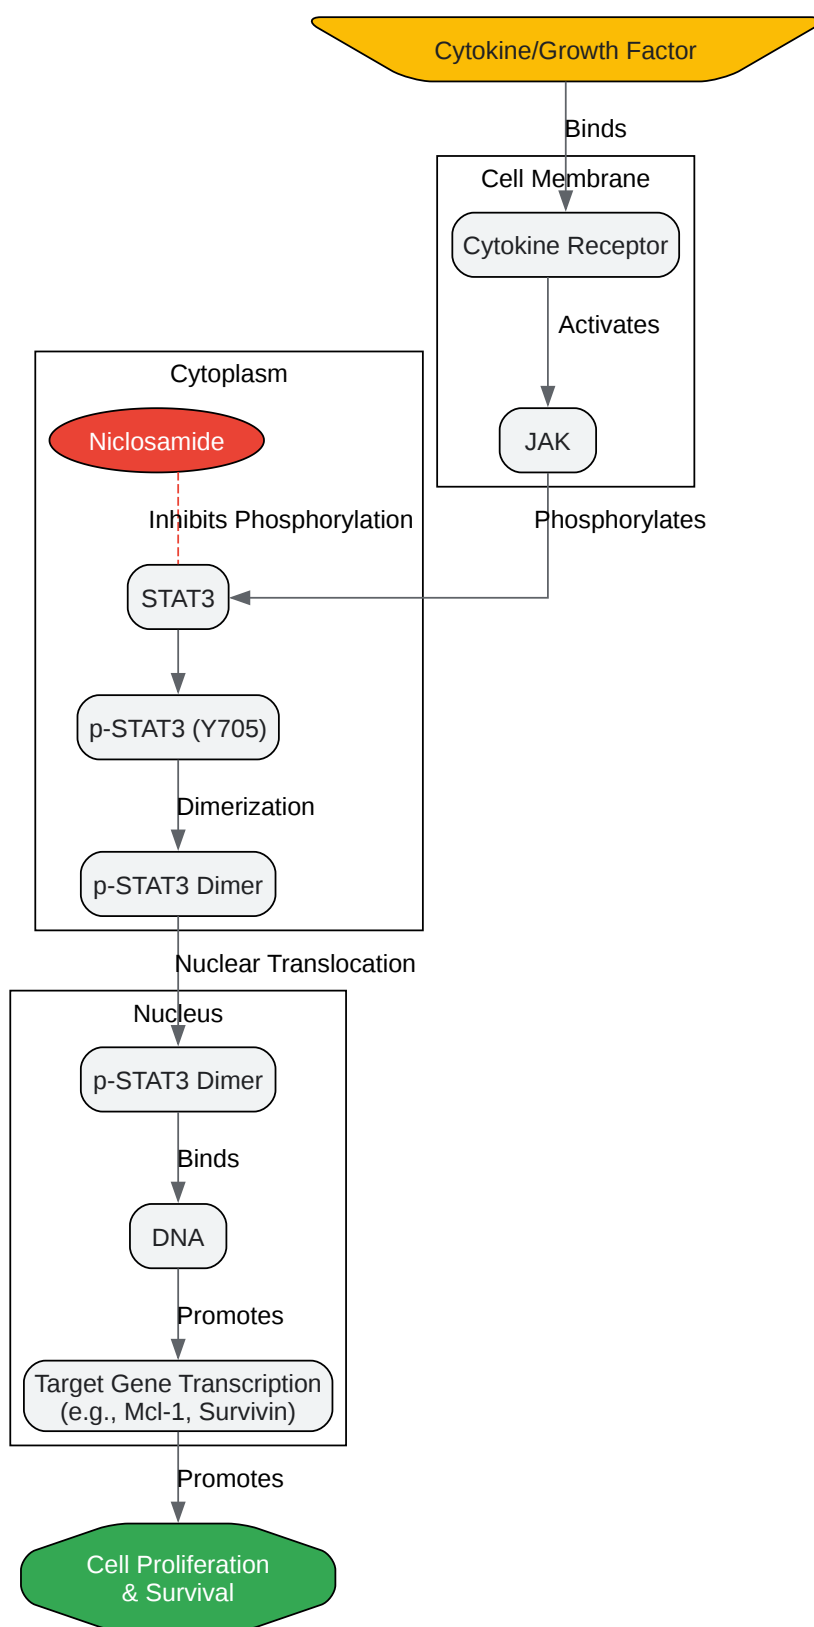 Cytokine/Growth Factor
Binds
Cell Membrane
Cytokine Receptor
Activates
Cytoplasm
Niclosamide
JAK
Inhibits Phosphorylation
Phosphorylates
STAT3
p-STAT3 (Y705)
Dimerization
p-STAT3 Dimer
Nuclear Translocation
Nucleus
p-STAT3 Dimer
Binds
DNA
Promotes
Target Gene Transcription
(e.g., Mcl-1, Survivin)
Promotes
Cell Proliferation
& Survival